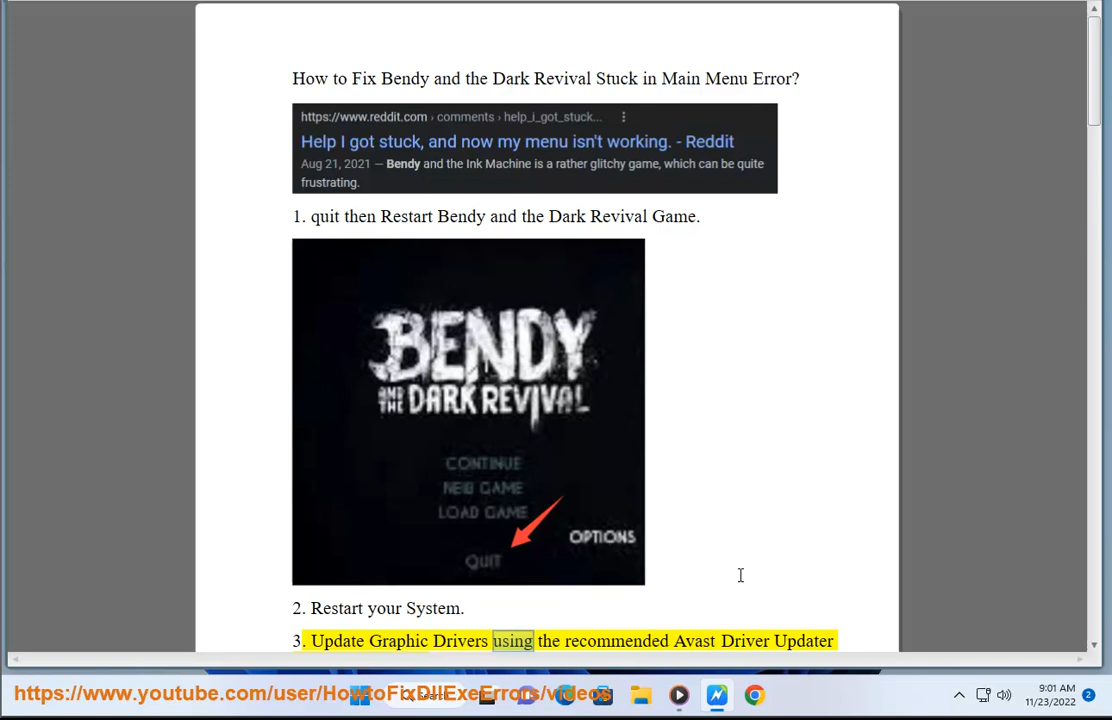 How to Fix Bendy and the Dark Revival Stuck in Main Menu Error?
https://www.reddit.com › comments › help_i_got_stuck...
Help I got stuck, and now my menu isn't working. - Reddit
Aug 21, 2021 — Bendy and the Ink Machine is a rather glitchy game, which can be quite
frustrating.
1. quit then Restart Bendy and the Dark Revival Game.
BENDY
AND THE DARK REVIVAL
CONTINUE
NEW GAME
LOAD GAME
OPTIONS
QUIT
2. Restart your System.
3. Update Graphic Drivers using the recommended Avast Driver Updater
https://www.youtube.com/user/HowtoFixDllExeErrors/videos
9:01 AM
11/23/2022
2